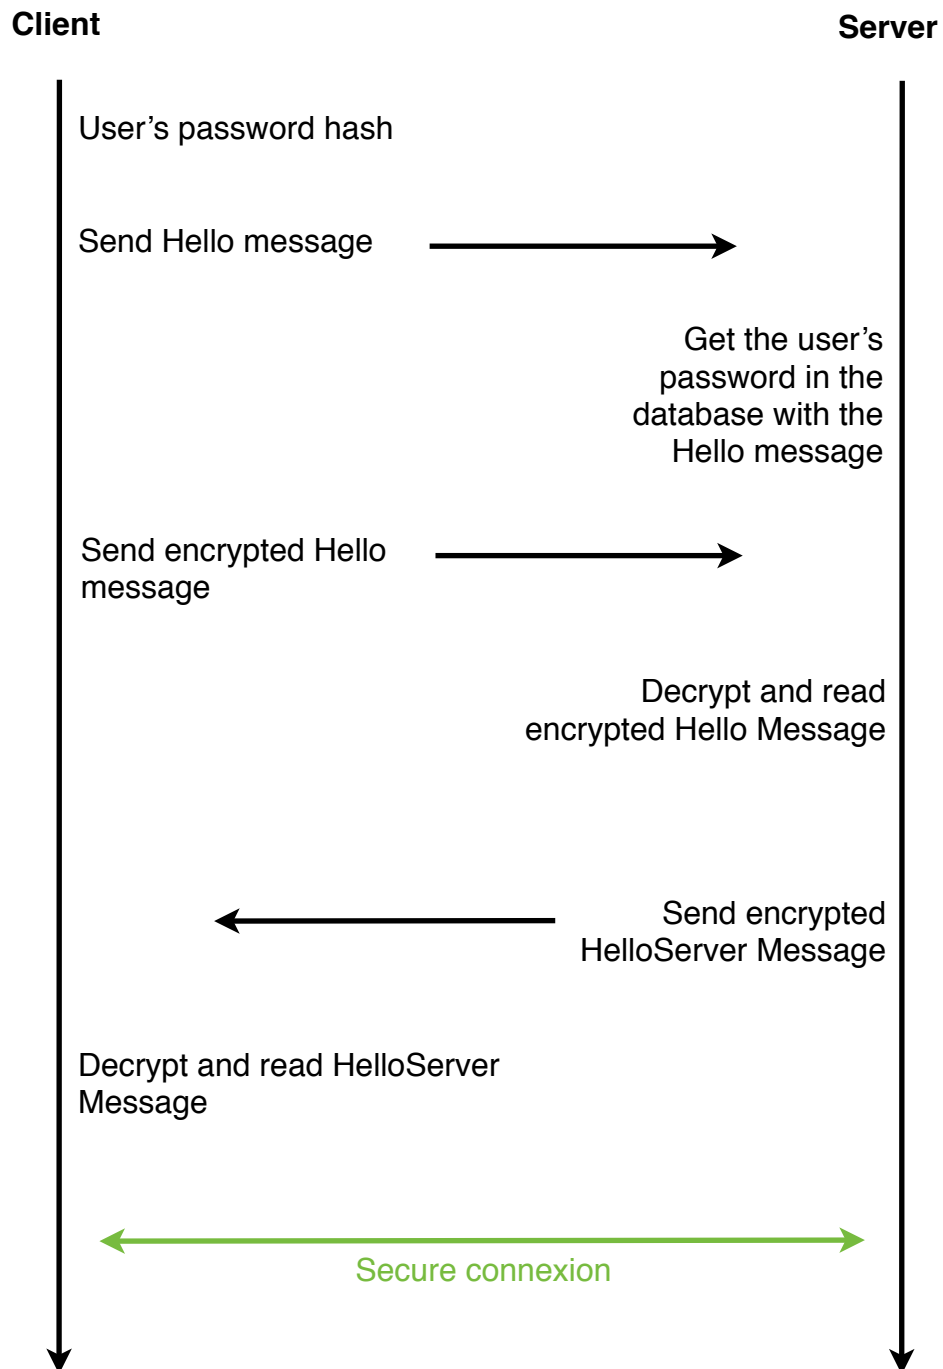 Client
Server
User’s password hash
Send Hello message
Get the user’s
password in the
database with the
Hello message
Send encrypted Hello
message
Decrypt and read
encrypted Hello Message
Send encrypted
HelloServer Message
Decrypt and read HelloServer
Message
Secure connexion